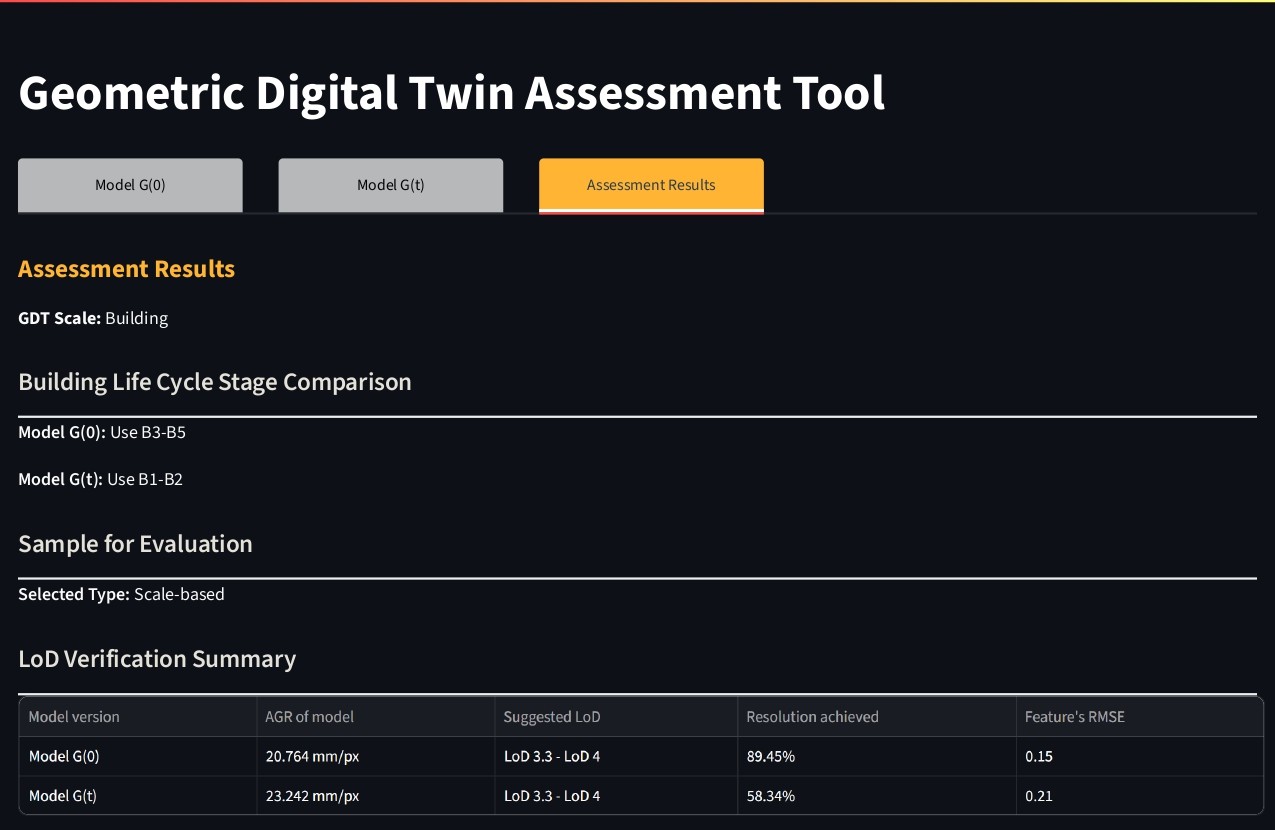 Geometric Digital Twin Assessment Tool
Model G(0) Model G(t) Assessment Results
Assessment Results
GDT Scale: Building
Building Life Cycle Stage Comparison
Model G(0): Use B3-B5
Model G(t): Use B1-B2
Sample for Evaluation
Selected Type: Scale-based
LoD Verification Summary
Model version AGR of model Suggested LoD Resolution achieved Feature's RMSE
Model G(0) 20.764 mm/px LoD 3.3 - LoD 4 89.45% 0.15
Model G(t) 23.242 mm/px LoD 3.3 - LoD 4 58.34% 0.21